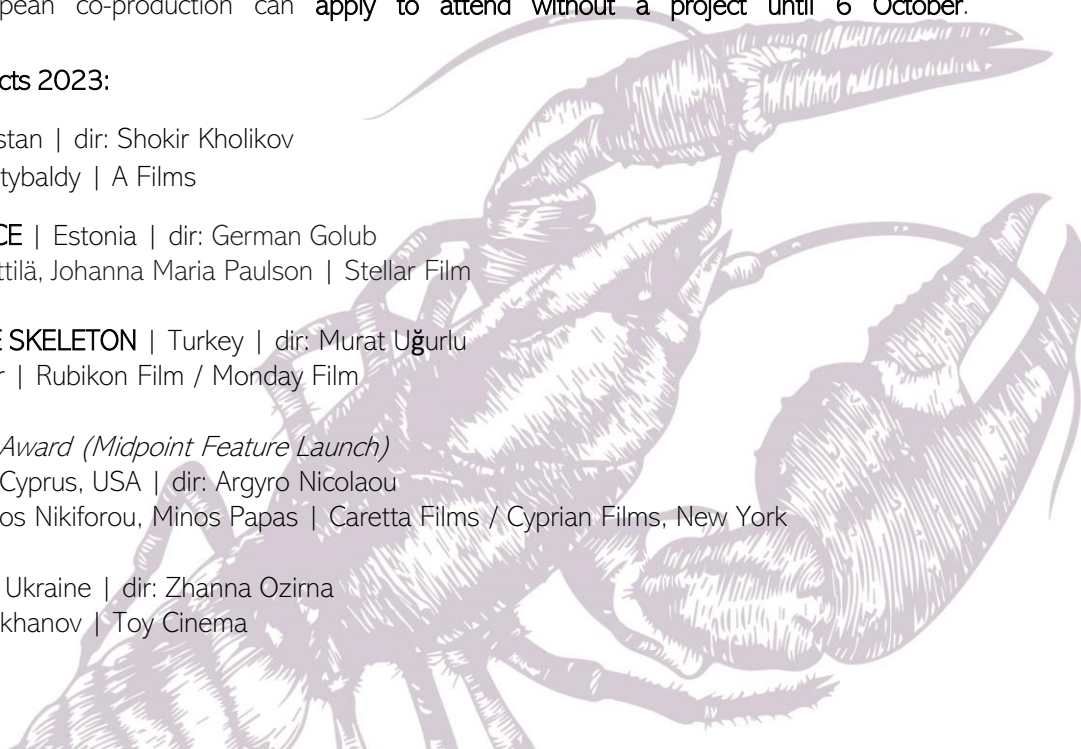 pean co-production can apply to attend without a project until 6 October.
cts 2023:
stan | dir: Shokir Kholikov
tybaldy | A Films
CE | Estonia | dir: German Golub
ttilä, Johanna Maria Paulson | Stellar Film
E SKELETON | Turkey | dir: Murat Uğurlu
r | Rubikon Film / Monday Film
Award (Midpoint Feature Launch)
Cyprus, USA | dir: Argyro Nicolaou
os Nikiforou, Minos Papas | Caretta Films / Cyprian Films, New York
Ukraine | dir: Zhanna Ozirna
khanov | Toy Cinema